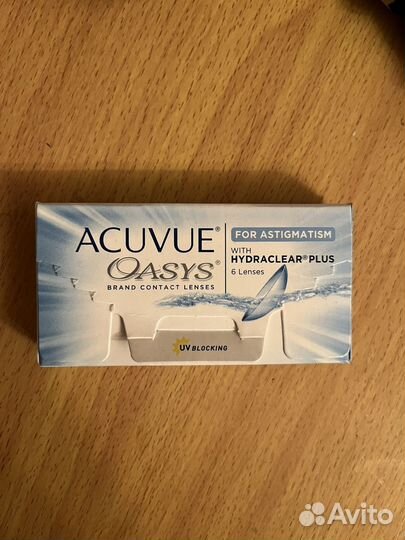 ACUVUE®
OASYS®
BRAND CONTACT LENSES
FOR ASTIGMATISM
WITH
HYDRACLEAR® PLUS
6 Lenses
UV BLOCKING
Avito